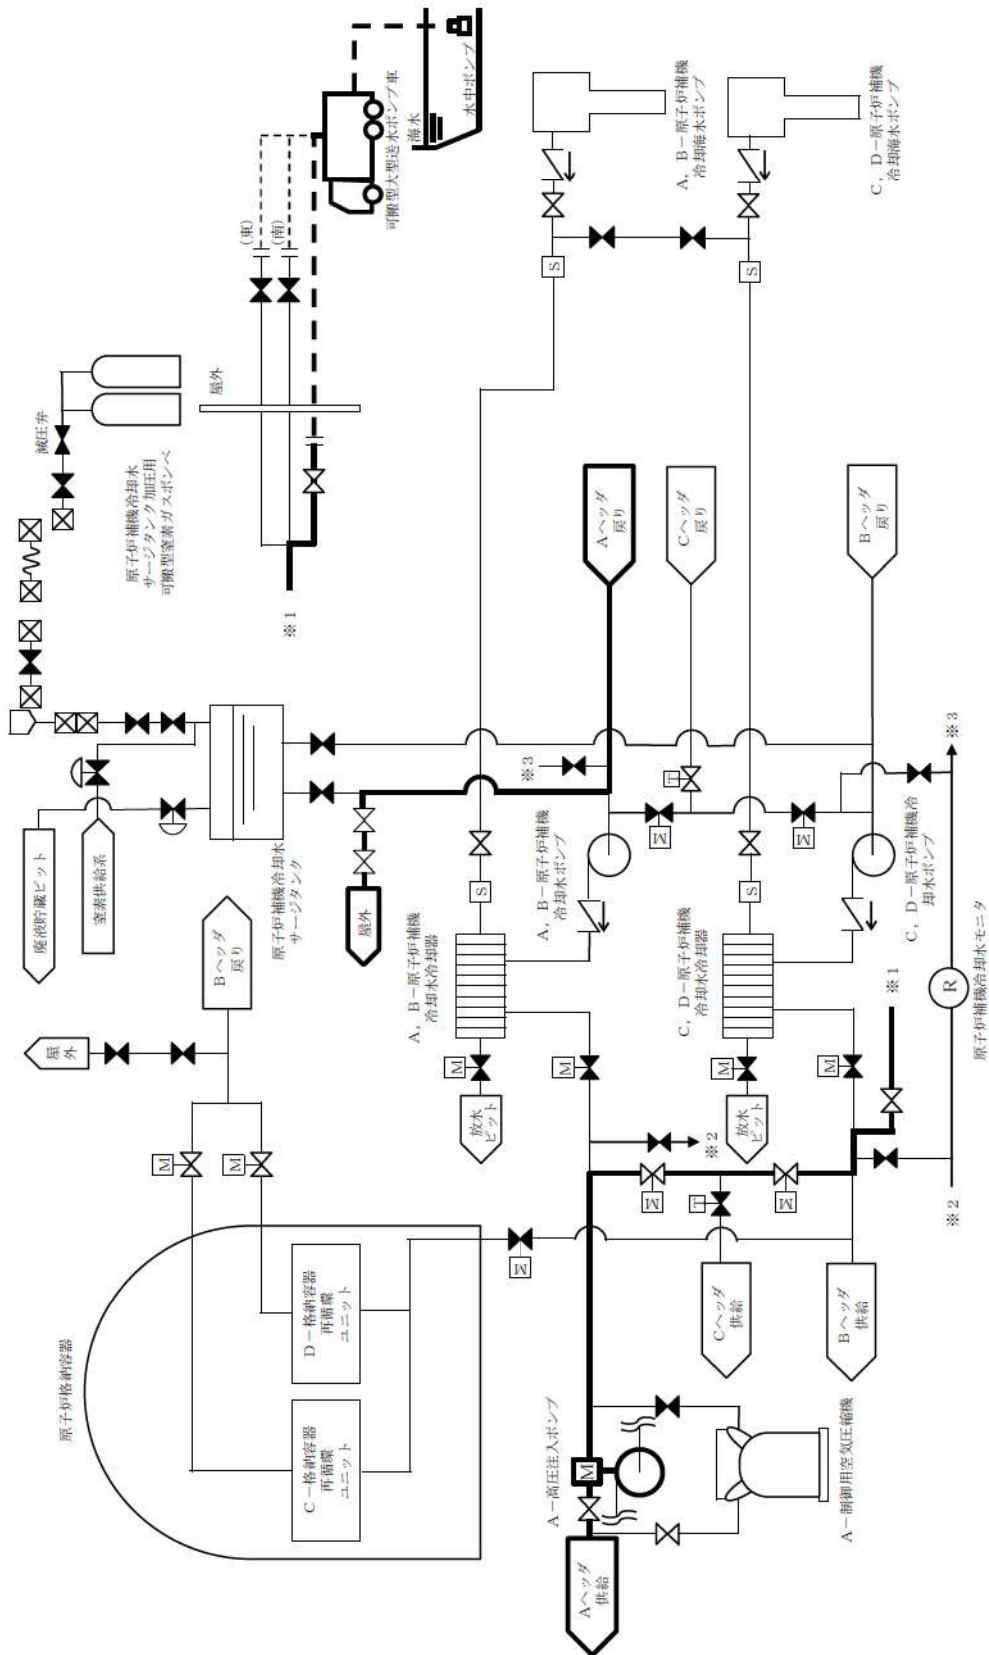 原子炉格納容器
C－格納容器
再循環
ユニット
D－格納容器
再循環
ユニット
M
M
M
屋外
Bヘッダ
戻り
廃液貯蔵ピット
窒素供給系
原子炉補機冷却水
サージタンク
減圧弁
原子炉補機冷却水
サージタンク加圧用
可搬型窒素ガスボンベ
屋外
※1
(東)
(南)
可搬型大型送水ポンプ車
海水
水中ポンプ
Aヘッダ
供給
A－高圧注入ポンプ
M
A－制御用空気圧縮機
Cヘッダ
供給
Bヘッダ
供給
T
M
M
放水
ピット
M
M
※2
A，B－原子炉補機
冷却水冷却器
S
屋外
A，B－原子炉補機
冷却水ポンプ
※3
Aヘッダ
戻り
Cヘッダ
戻り
T
M
M
S
A，B－原子炉補機
冷却海水ポンプ
放水
ピット
M
M
C，D－原子炉補機
冷却水冷却器
S
C，D－原子炉補機冷
却水ポンプ
Bヘッダ
戻り
S
C，D－原子炉補機
冷却海水ポンプ
※1
※2
R
原子炉補機冷却水モニタ
※3